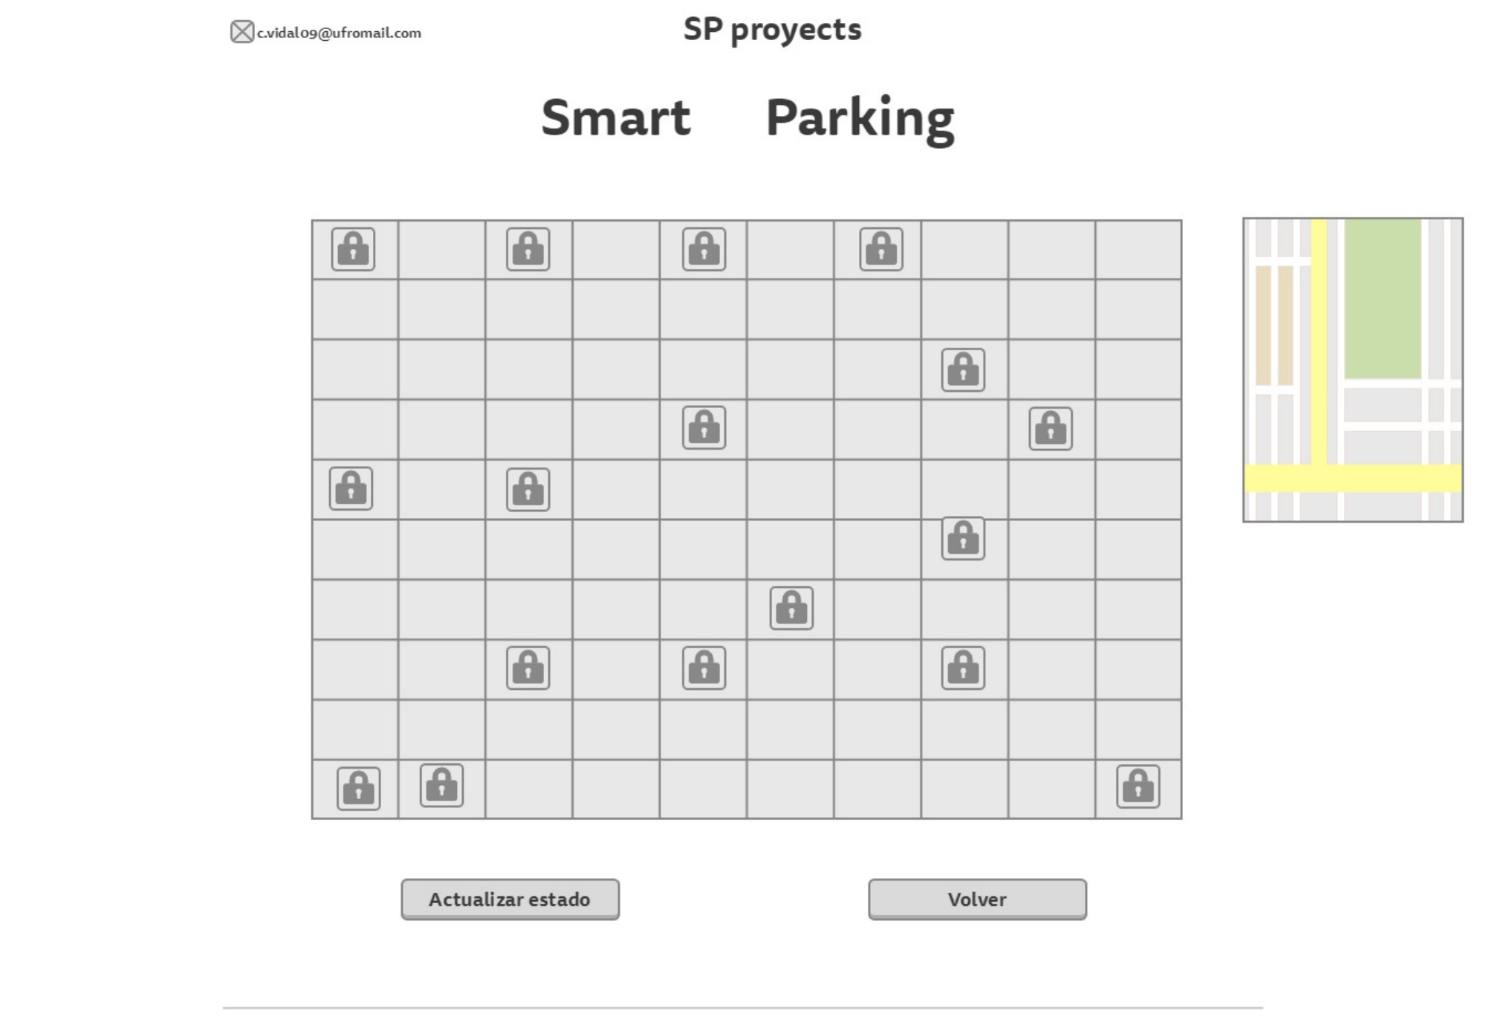 c.vidal09@ufromail.com
SP proyects
Smart Parking
Actualizar estado
Volver